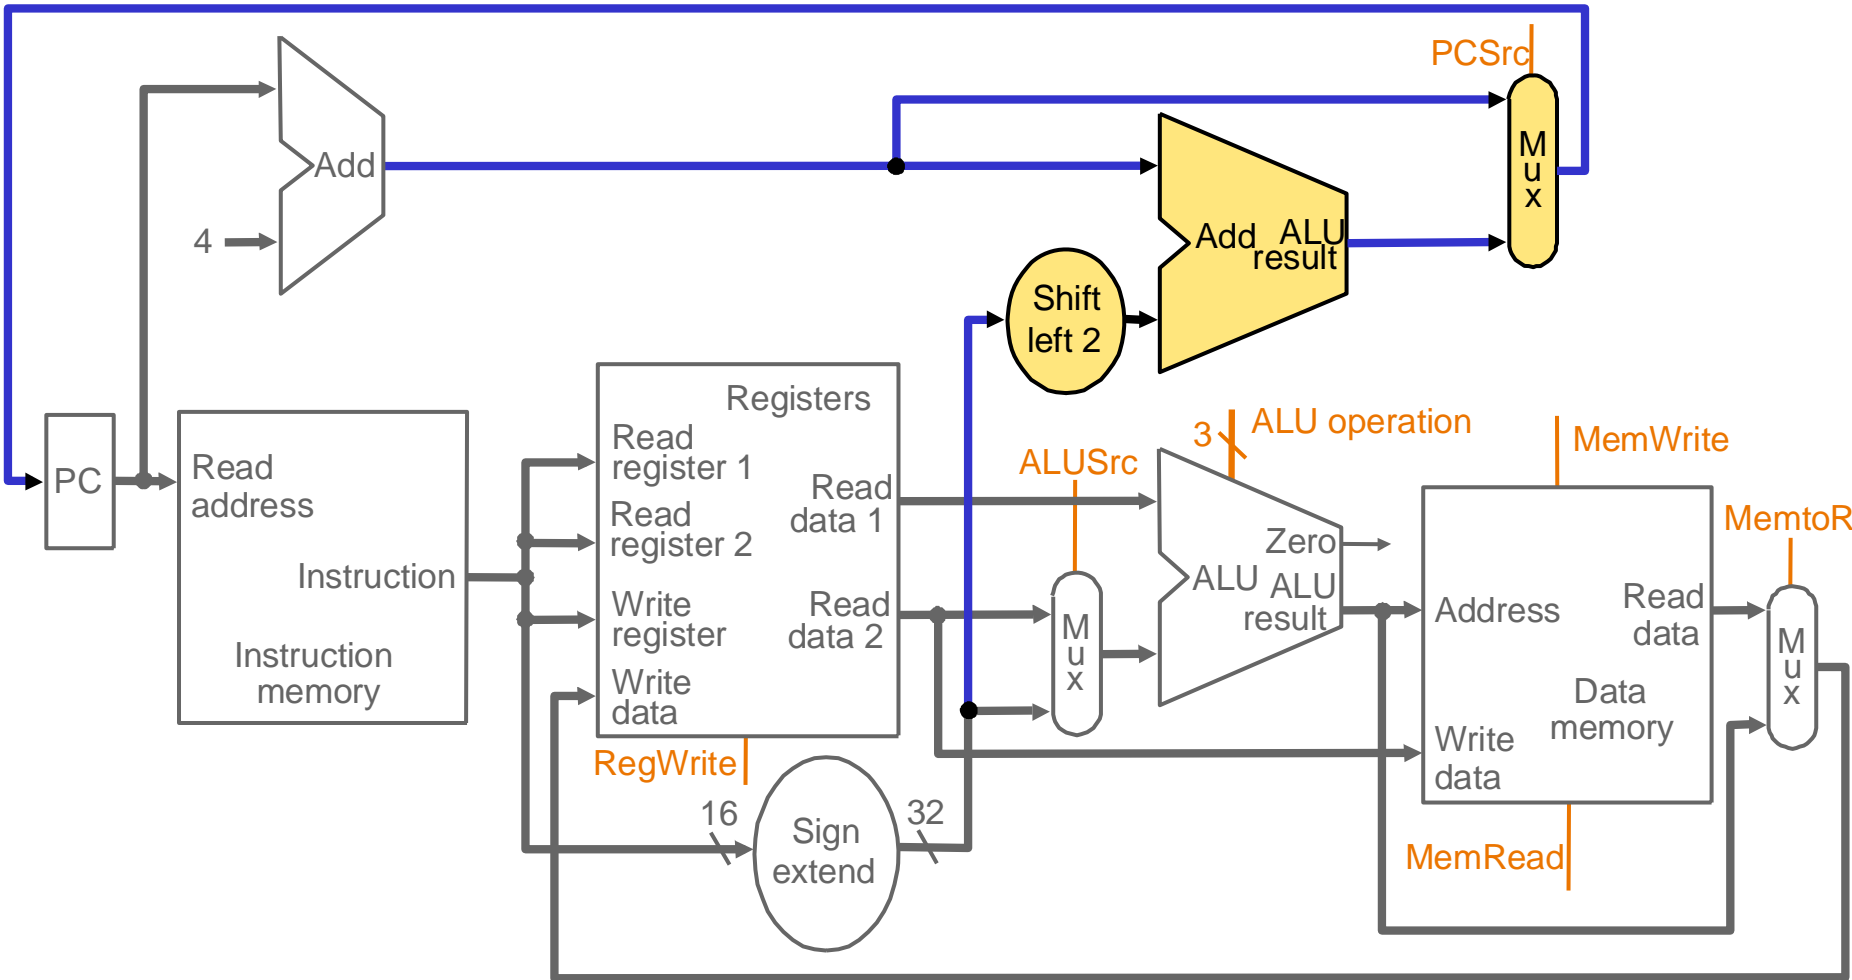 PCSrc
M
u
x
Add
4
Add
ALU
result
Shift
left 2
Registers
Read
register 1
Read
register 2
Write
register
Write
data
Read
data 1
Read
data 2
PC
Read
address
Instruction
Instruction
memory
ALUSrc
M
u
x
3
ALU operation
Zero
ALU
ALU
result
MemWrite
MemtoR
Address
Read
data
Data
memory
Write
data
M
u
x
RegWrite
16
Sign
extend
32
MemRead